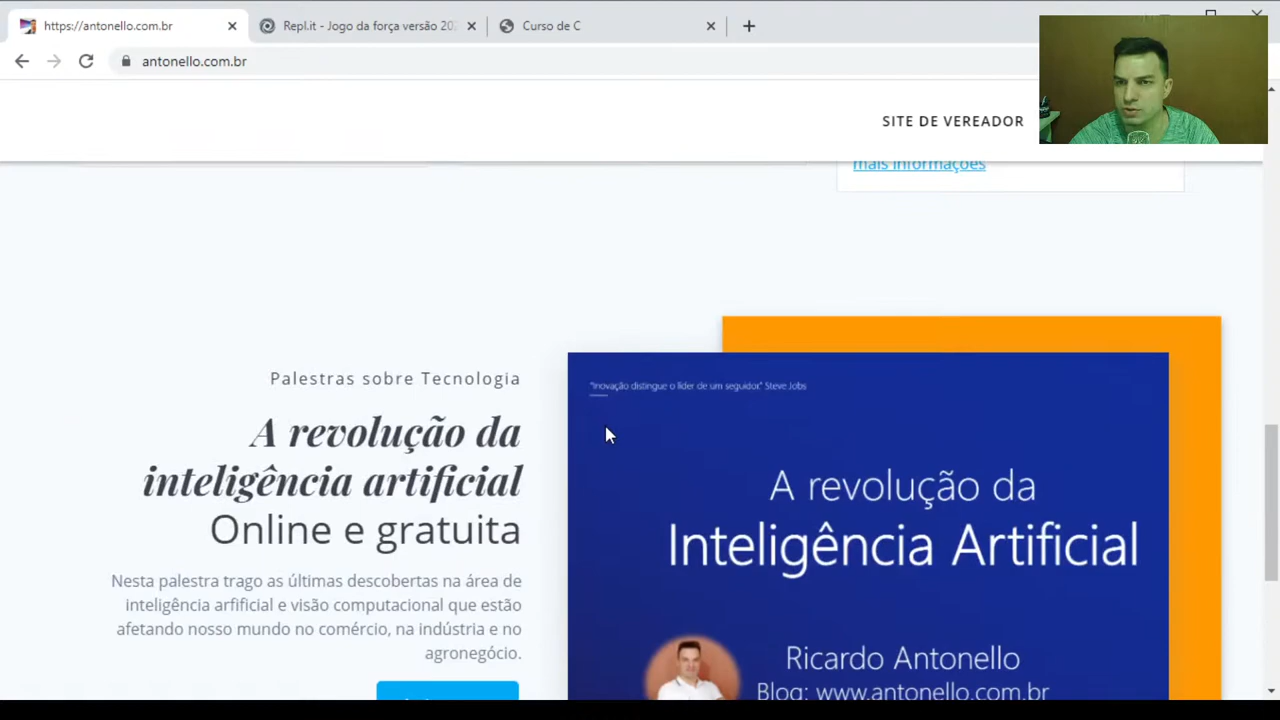 https://antonello.com.br
Repl.it - Jogo da força versão 202
Curso de C
antonello.com.br
SITE DE VEREADOR
mais informações
Palestras sobre Tecnologia
A revolução da
inteligência artificial
Online e gratuita
Nesta palestra trago as últimas descobertas na área de
inteligência arfificial e visão computacional que estão
afetando nosso mundo no comércio, na indústria e no
agronegócio.
"Inovação distingue o líder de um seguidor." Steve Jobs
A revolução da
Inteligência Artificial
Ricardo Antonello
Blog: www.antonello.com.br